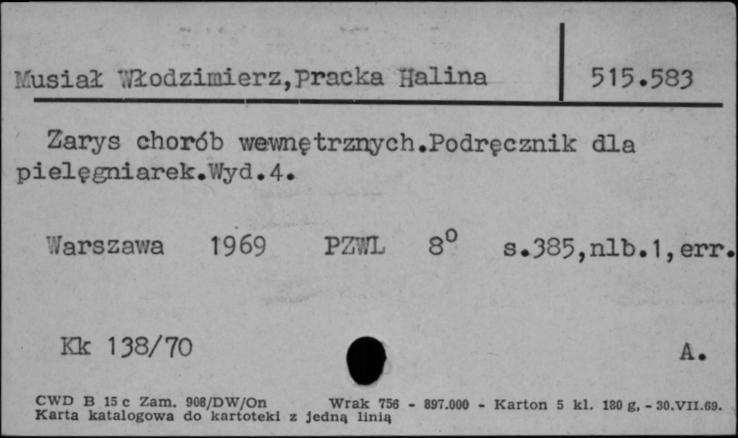 Musiał Włodzimierz,Pracka Halina 515.583
Zarys chorób wewnętrznych.Podręcznik dla
pielęgniarek.Wyd.4.
Warszawa 1969 PZWL 8° s.385,nlb.1,err.
Kk 138/70 A.
CWD B 15 c Zam. 908/DW/On Wrak 756 - 897.000 - Karton 5 kl. 180 g, - 30.VII.69.
Karta katalogowa do kartoteki z jedną linią